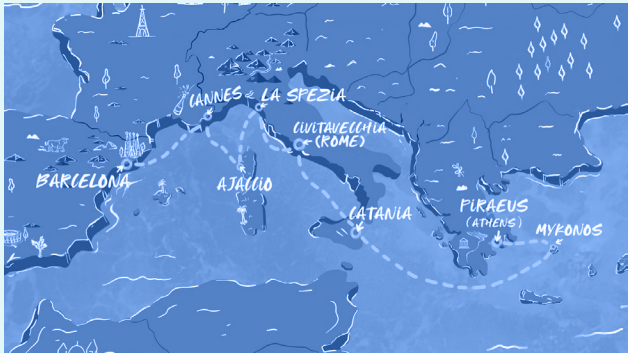 CANNES
LA SPEZIA
CIVITAVECCHIA
(ROME)
BARCELONA
AJACCIO
CATANIA
PIRAEUS
(ATHENS)
MYKONOS